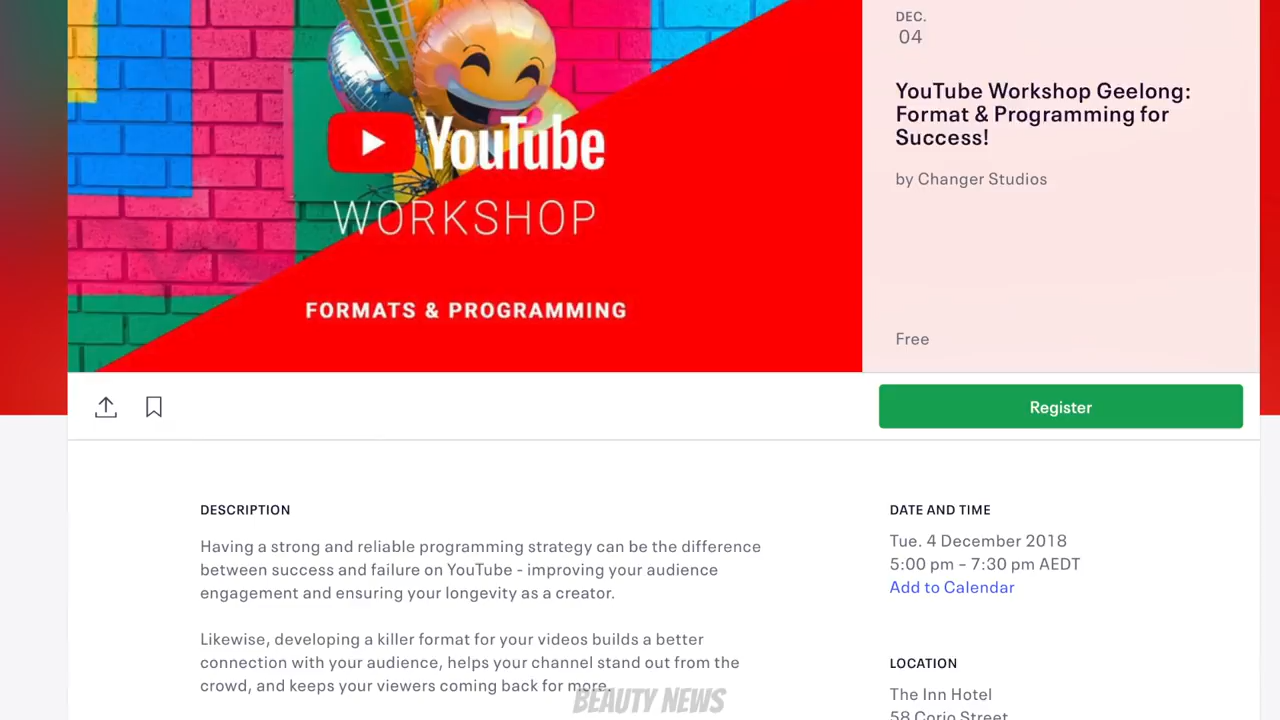 DEC.
04
YouTube Workshop Geelong:
Format & Programming for
Success!
by Changer Studios
Free
YouTube
WORKSHOP
FORMATS & PROGRAMMING
Register
DESCRIPTION
Having a strong and reliable programming strategy can be the difference
between success and failure on YouTube - improving your audience
engagement and ensuring your longevity as a creator.
Likewise, developing a killer format for your videos builds a better
connection with your audience, helps your channel stand out from the
crowd, and keeps your viewers coming back for more.
DATE AND TIME
Tue. 4 December 2018
5:00 pm – 7:30 pm AEDT
Add to Calendar
LOCATION
The Inn Hotel
58 Corio Street
BEAUTY NEWS